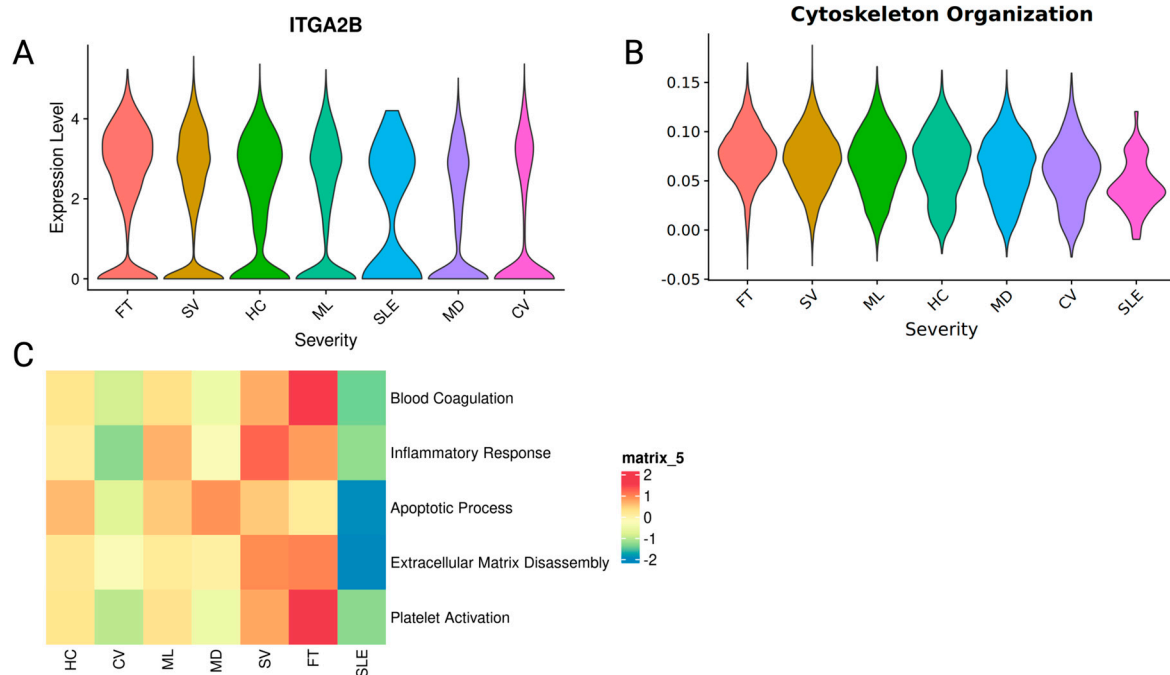 A
ITGA2B
Expression Level
4
2
0
FT
SV
HC
ML
SLE
MD
CV
Severity
B
Cytoskeleton Organization
0.15
0.10
0.05
0.00
-0.05
FT
SV
ML
HC
MD
CV
SLE
Severity
C
Blood Coagulation
Inflammatory Response
Apoptotic Process
Extracellular Matrix Disassembly
Platelet Activation
HC
CV
ML
MD
SV
FT
SLE
matrix_5
2
1
0
-1
-2